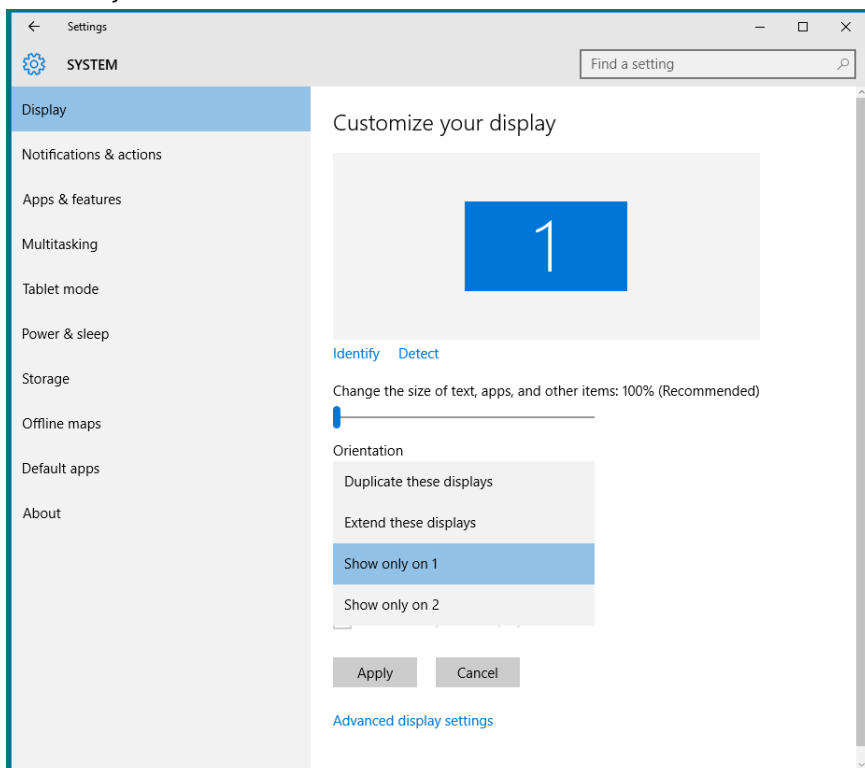 Settings
SYSTEM
Find a setting
Display
Notifications & actions
Apps & features
Multitasking
Tablet mode
Power & sleep
Storage
Offline maps
Default apps
About
Customize your display
1
Identify Detect
Change the size of text, apps, and other items: 100% (Recommended)
Orientation
Duplicate these displays
Extend these displays
Show only on 1
Show only on 2
Apply Cancel
Advanced display settings